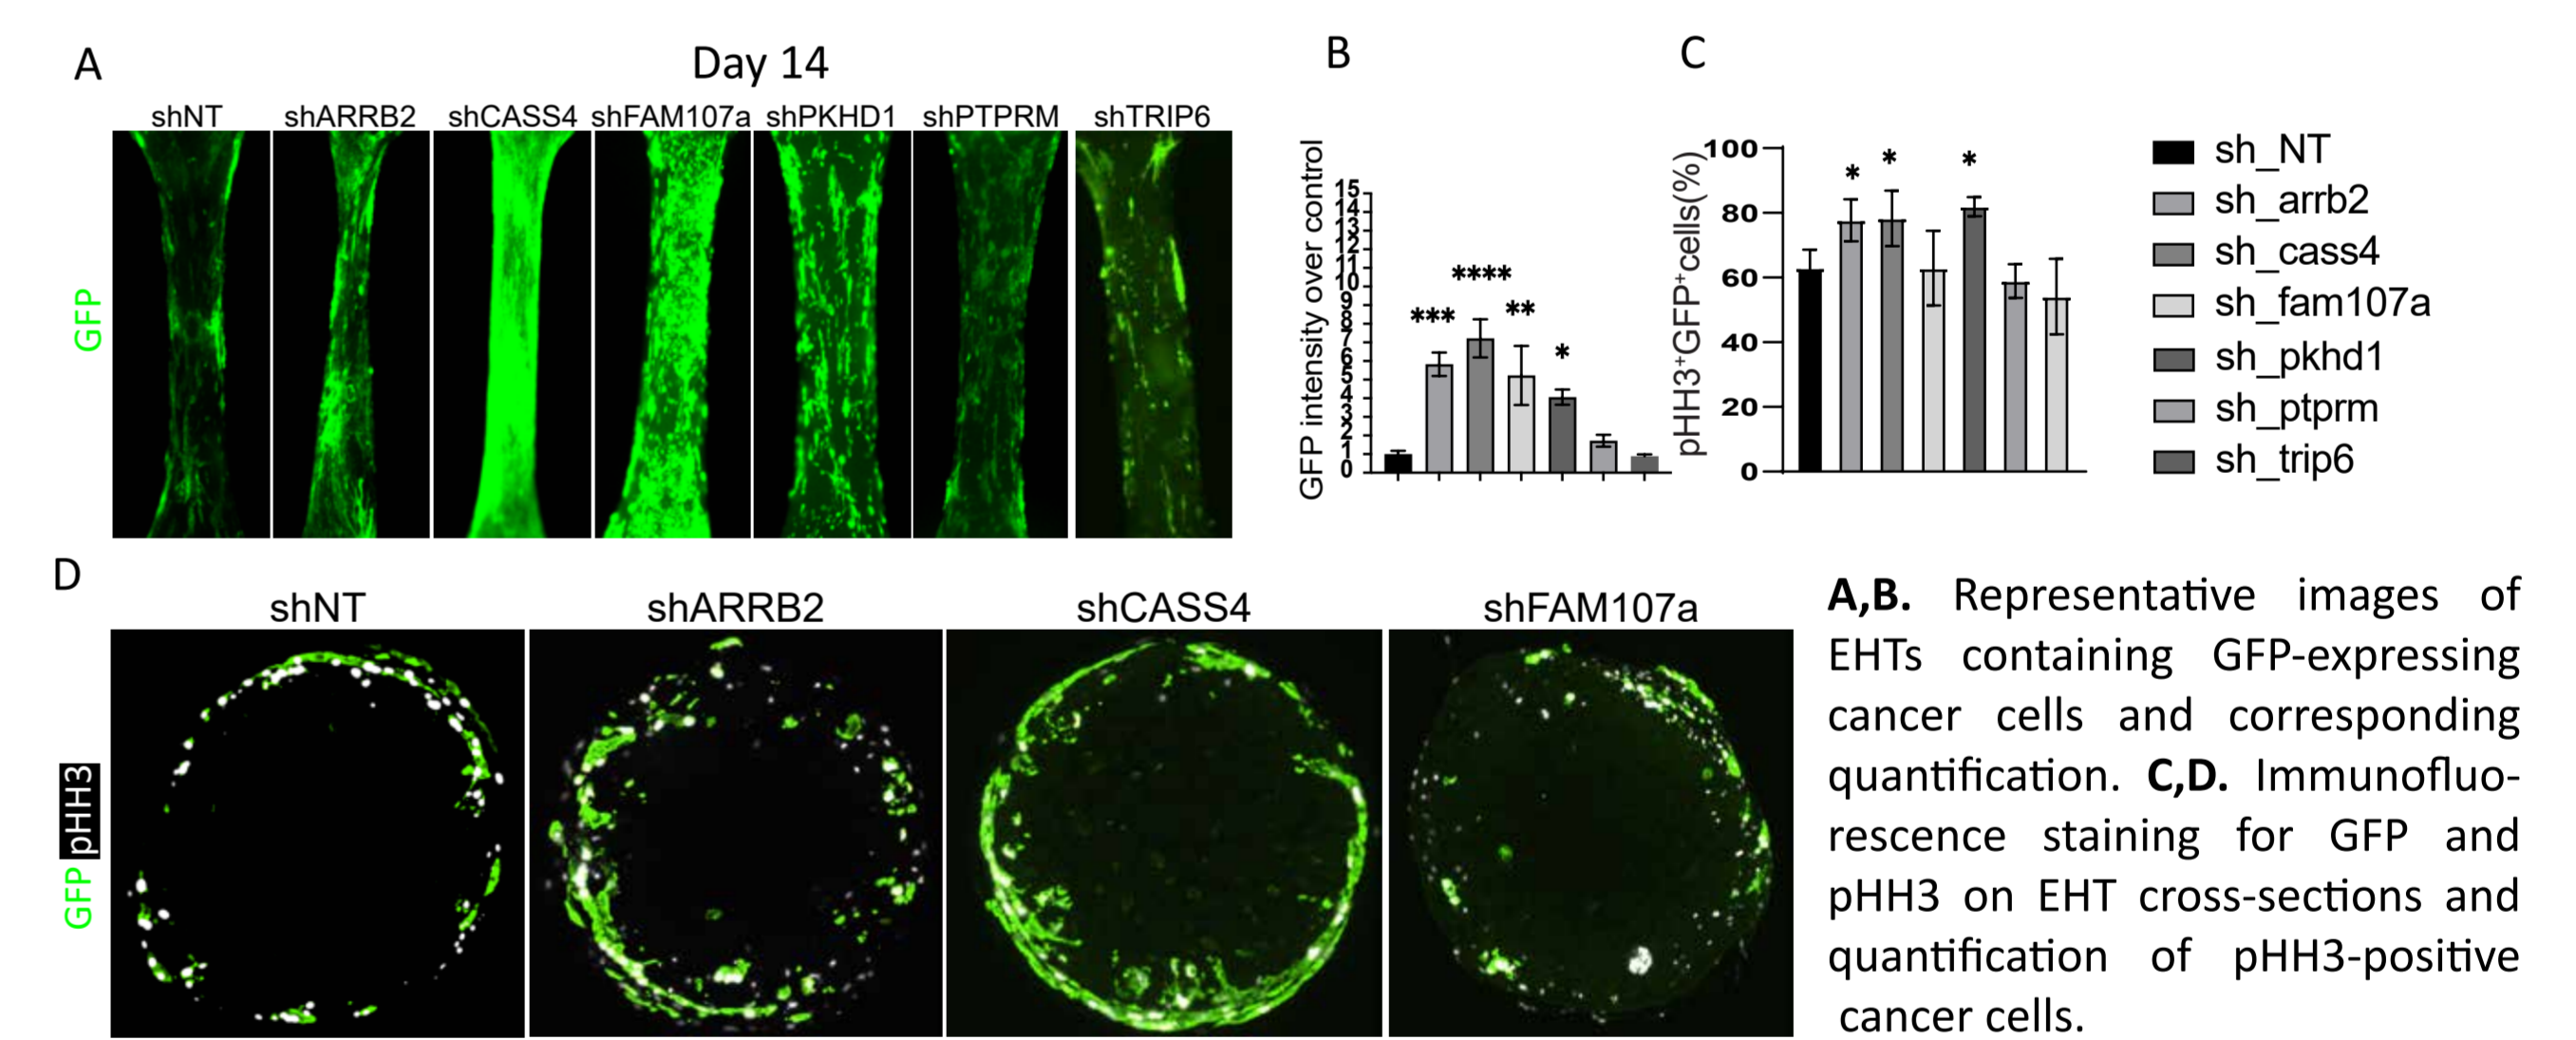 A
Day 14
shNT shARRB2 shCASS4 shFAM107a shPKHD1 shPTPRM shTRIP6
GFP
B
GFP intensity over control
15
14
13
12
11
10
9
8
7
6
5
4
3
2
1
0
*** **** ** *
C
pHH3+GFP+cells(%)
100
80
60
40
20
0
* * *
sh_NT
sh_arrb2
sh_cass4
sh_fam107a
sh_pkhd1
sh_ptprm
sh_trip6
D
shNT shARRB2 shCASS4 shFAM107a
GFP pHH3
A,B. Representative images of
EHTs containing GFP-expressing
cancer cells and corresponding
quantification. C,D. Immunofluo-
rescence staining for GFP and
pHH3 on EHT cross-sections and
quantification of pHH3-positive
cancer cells.